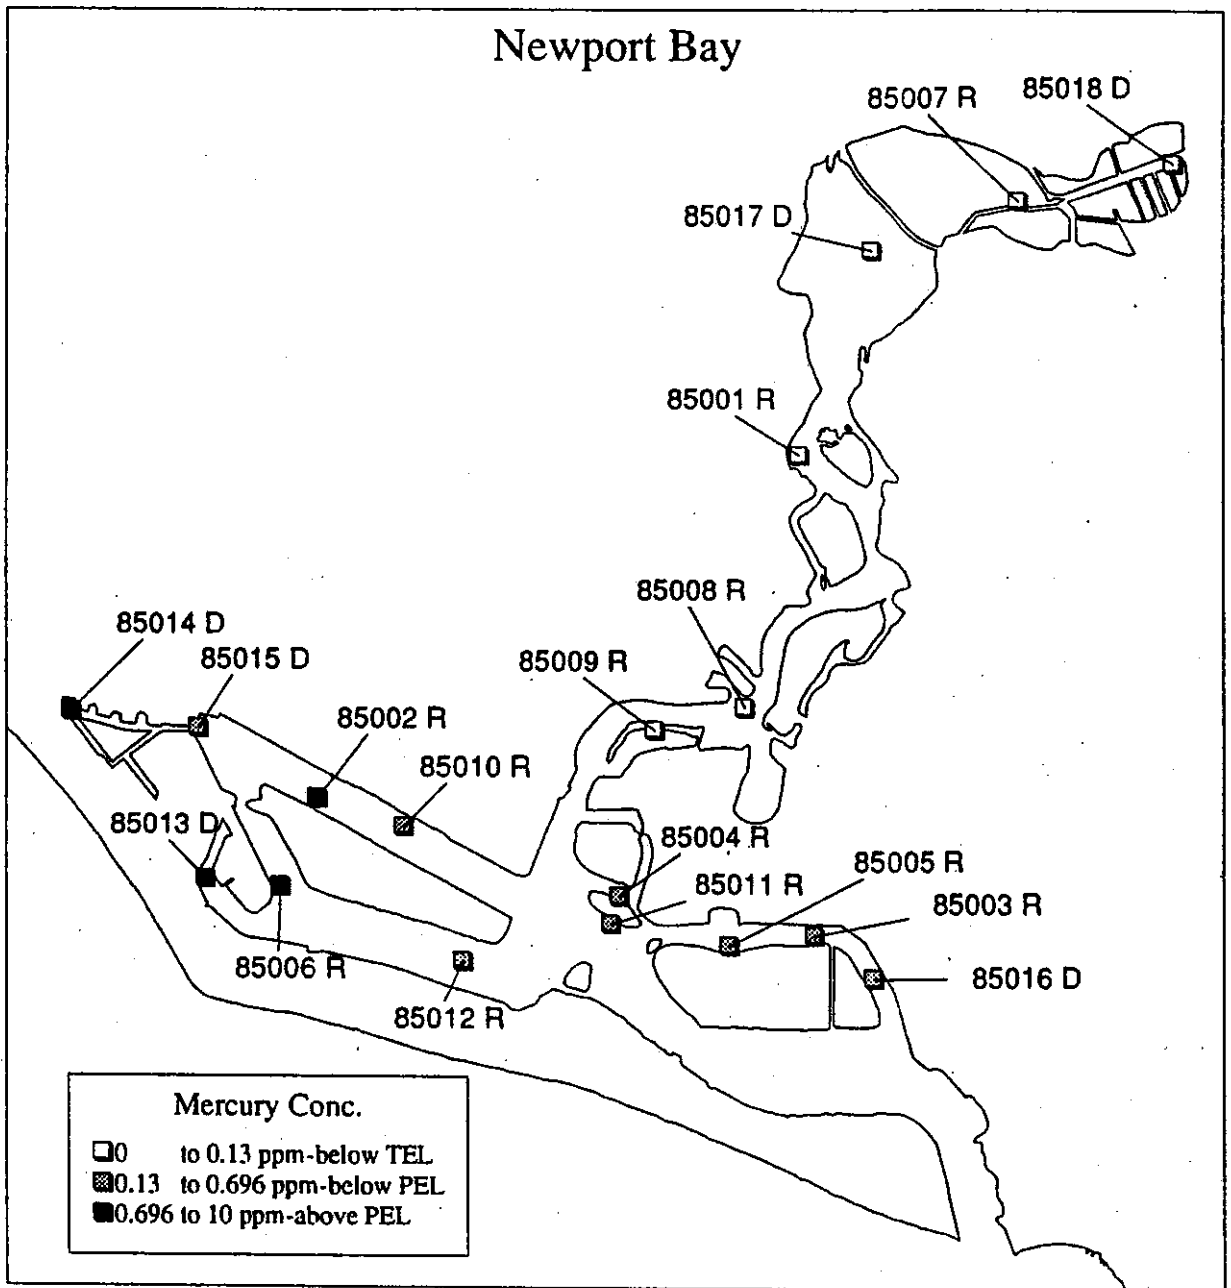 Newport Bay
85007 R
85018 D
85017 D
85001 R
85008 R
85014 D
85015 D
85009 R
85002 R
85010 R
85013 D
85004 R
85005 R
85011 R
85003 R
85006 R
85016 D
85012 R
Mercury Conc.
0 to 0.13 ppm-below TEL
0.13 to 0.696 ppm-below PEL
0.696 to 10 ppm-above PEL